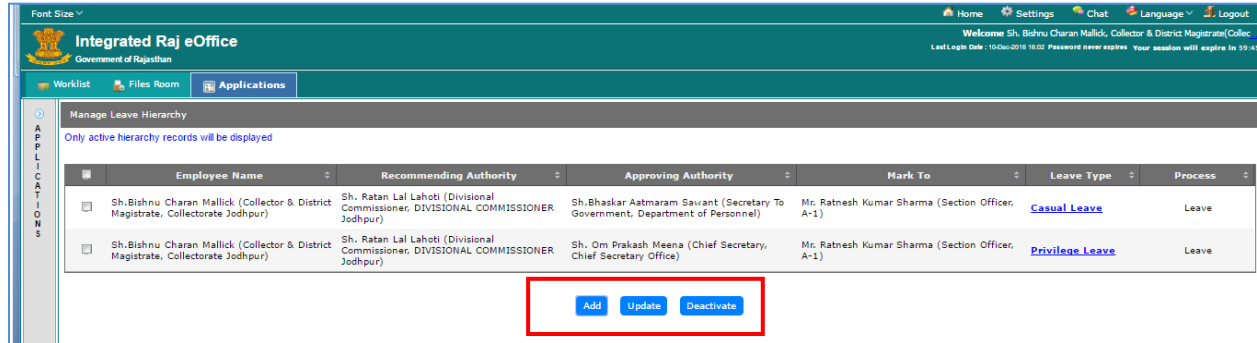 Font Size
Home Settings Chat Language Logout
Integrated Raj eOffice
Government of Rajasthan
Welcome Sh. Bishnu Charan Mallick, Collector & District Magistrate(Collec
Last Login Date : 10-Dec-2016 16:02 Password never expires Your session will expire in 59:45
Worklist Files Room Applications
APPLICATIONS
Manage Leave Hierarchy
Only active hierarchy records will be displayed
Employee Name Recommending Authority Approving Authority Mark To Leave Type Process
Sh.Bishnu Charan Mallick (Collector & District Magistrate, Collectorate Jodhpur)
Sh. Ratan Lal Lahoti (Divisional Commissioner, DIVISIONAL COMMISSIONER Jodhpur)
Sh.Bhaskar Aatmaram Sawant (Secretary To Government, Department of Personnel)
Mr. Ratnesh Kumar Sharma (Section Officer, A-1)
Casual Leave
Leave
Sh.Bishnu Charan Mallick (Collector & District Magistrate, Collectorate Jodhpur)
Sh. Ratan Lal Lahoti (Divisional Commissioner, DIVISIONAL COMMISSIONER Jodhpur)
Sh. Om Prakash Meena (Chief Secretary, Chief Secretary Office)
Mr. Ratnesh Kumar Sharma (Section Officer, A-1)
Privilege Leave
Leave
Add Update Deactivate